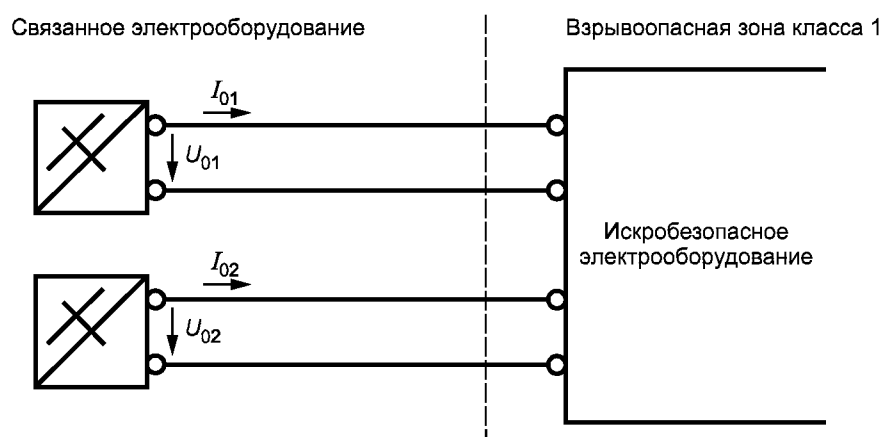 Связанное электрооборудование
Взрывоопасная зона класса 1
I01
U01
Искробезопасное
электрооборудование
I02
U02